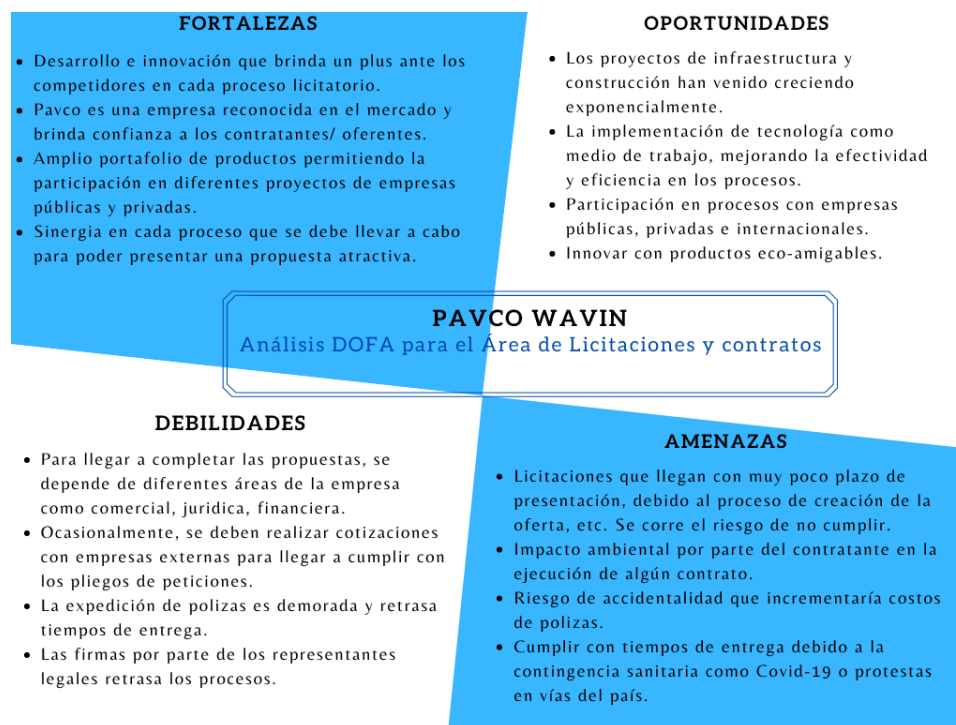 FORTALEZAS
• Desarrollo e innovación que brinda un plus ante los
competidores en cada proceso licitatorio.
• Pavco es una empresa reconocida en el mercado y
brinda confianza a los contratantes/ oferentes.
• Amplio portafolio de productos permitiendo la
participación en diferentes proyectos de empresas
públicas y privadas.
• Sinergia en cada proceso que se debe llevar a cabo
para poder presentar una propuesta atractiva.
OPORTUNIDADES
• Los proyectos de infraestructura y
construcción han venido creciendo
exponencialmente.
• La implementación de tecnología como
medio de trabajo, mejorando la efectividad
y eficiencia en los procesos.
• Participación en procesos con empresas
públicas, privadas e internacionales.
• Innovar con productos eco-amigables.
PAVCO WAVIN
Análisis DOFA para el Área de Licitaciones y contratos
DEBILIDADES
• Para llegar a completar las propuestas, se
depende de diferentes áreas de la empresa
como comercial, juridica, financiera.
• Ocasionalmente, se deben realizar cotizaciones
con empresas externas para llegar a cumplir con
los pliegos de peticiones.
• La expedición de polizas es demorada y retrasa
tiempos de entrega.
• Las firmas por parte de los representantes
legales retrasa los procesos.
AMENAZAS
• Licitaciones que llegan con muy poco plazo de
presentación, debido al proceso de creación de la
oferta, etc. Se corre el riesgo de no cumplir.
• Impacto ambiental por parte del contratante en la
ejecución de algún contrato.
• Riesgo de accidentalidad que incrementaría costos
de polizas.
• Cumplir con tiempos de entrega debido a la
contingencia sanitaria como Covid-19 o protestas
en vías del país.